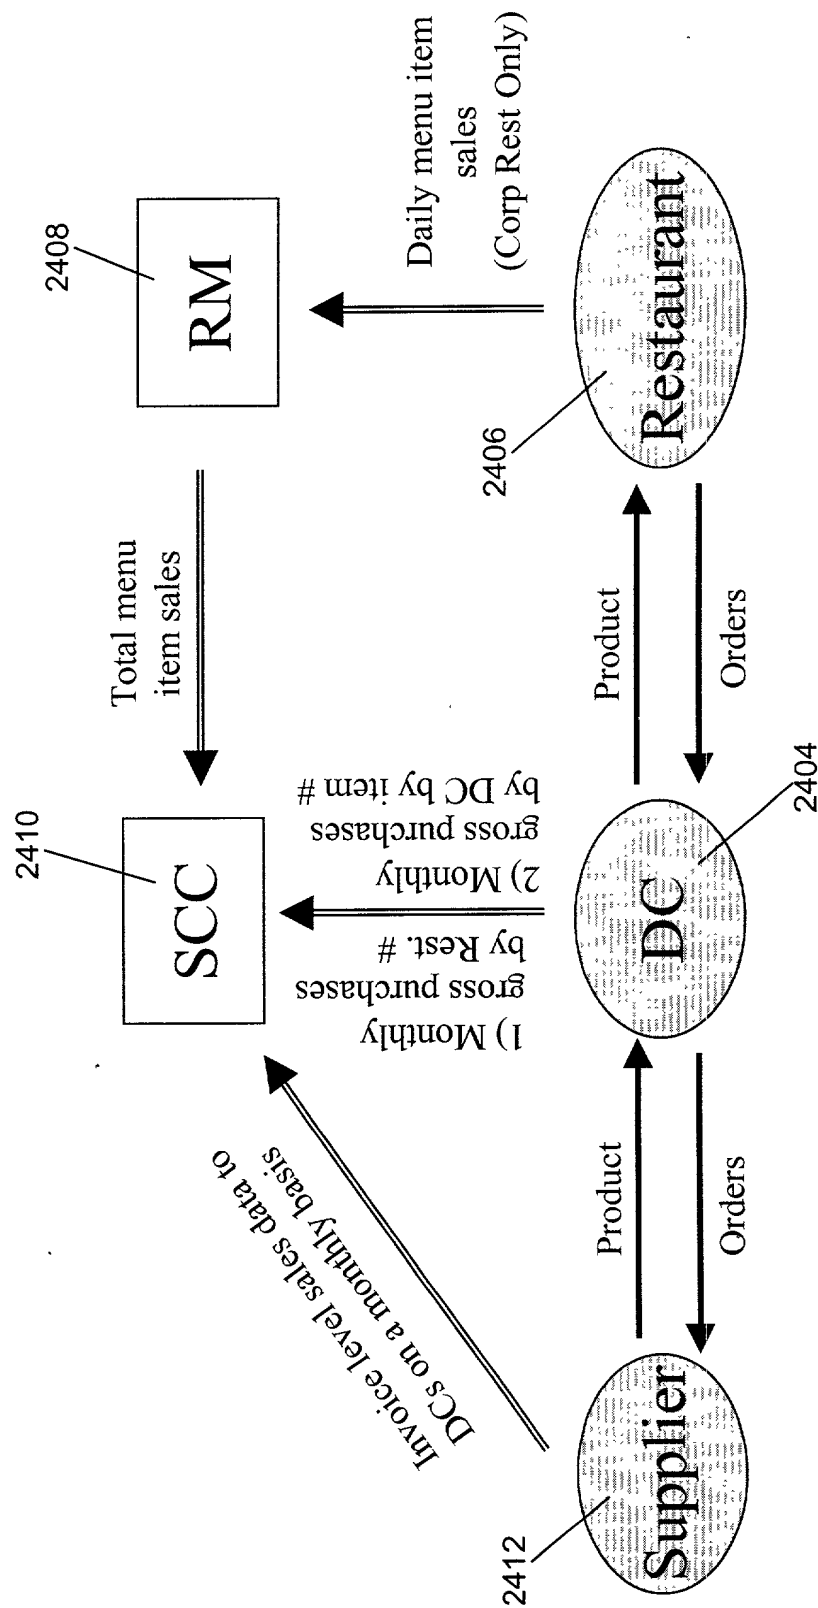 2410
SCC
Total menu
item sales
2408
RM
Invoice level sales data to
DCs on a monthly basis
1) Monthly
gross purchases
by Rest. #
2) Monthly
gross purchases
by DC by item #
Daily menu item
sales
(Corp Rest Only)
2412
Supplier
Product
Orders
DC
2404
Product
Orders
2406
Restaurant